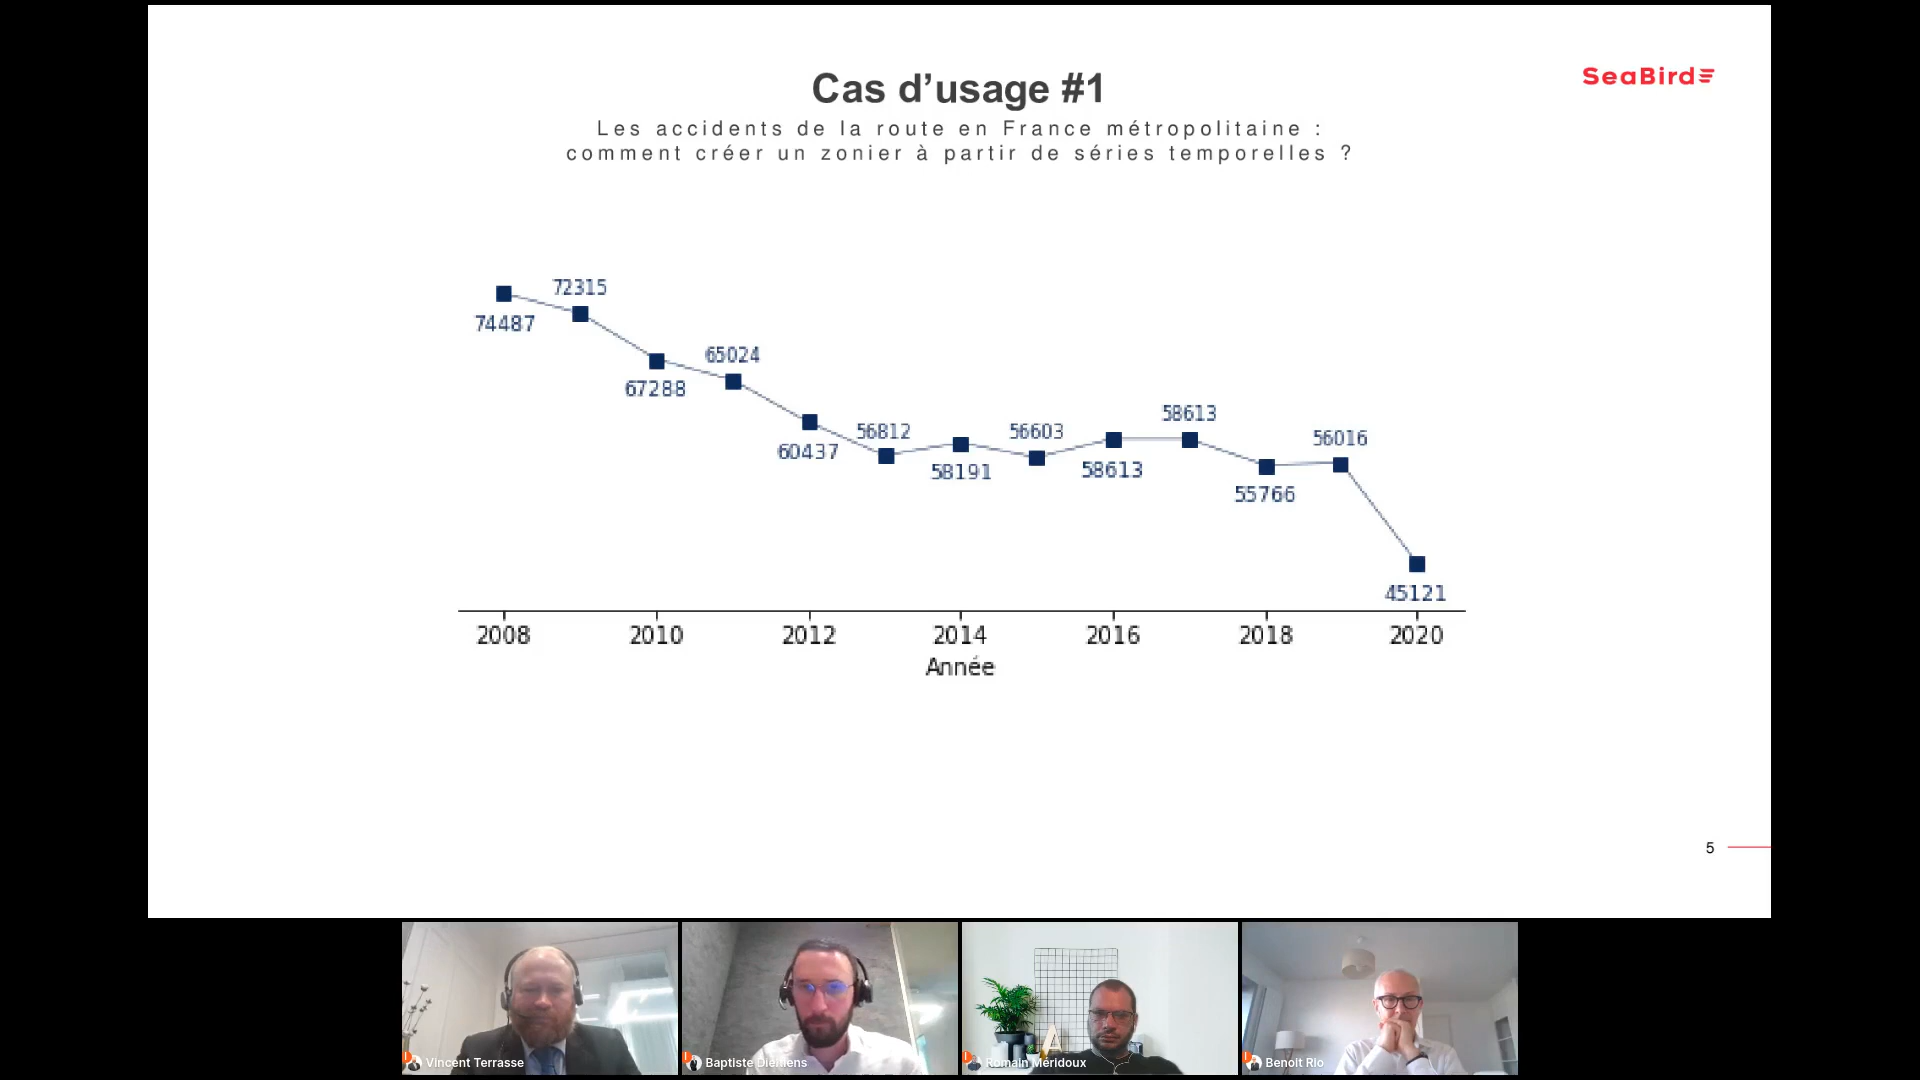 Cas d'usage #1
SeaBird
Les accidents de la route en France métropolitaine :
comment créer un zonier à partir de séries temporelles ?
74487
72315
67288
65024
60437
56812
58191
56603
58613
58613
55766
56016
45121
2008 2010 2012 2014 2016 2018 2020
Année
5
Vincent Terrasse
Baptiste
Romain Méridoux
Benoit Rio